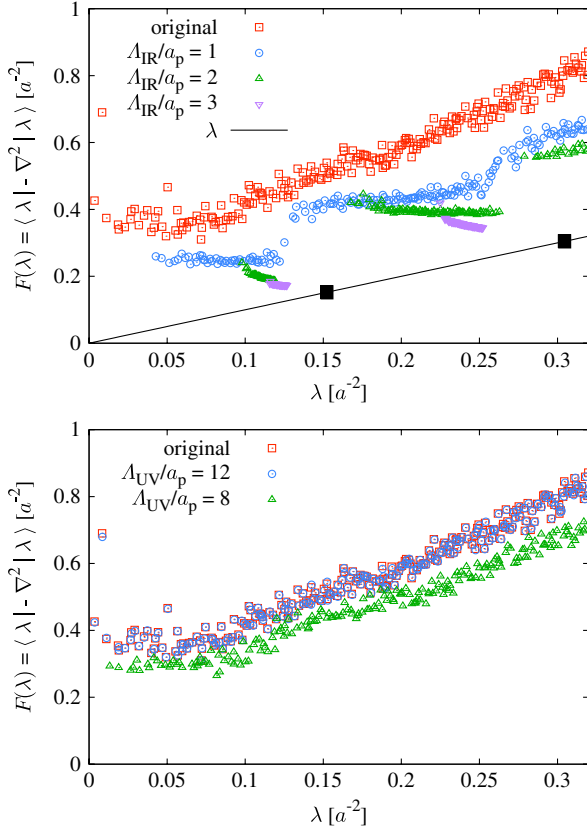 1
0.8
0.6
0.4
0.2
0
F(λ) = ⟨ λ | - ∇² | λ ⟩ [a⁻²]
original
Λ_IR/a_p = 1
Λ_IR/a_p = 2
Λ_IR/a_p = 3
λ
0 0.05 0.1 0.15 0.2 0.25 0.3
λ [a⁻²]
1
0.8
0.6
0.4
0.2
0
F(λ) = ⟨ λ | - ∇² | λ ⟩ [a⁻²]
original
Λ_UV/a_p = 12
Λ_UV/a_p = 8
0 0.05 0.1 0.15 0.2 0.25 0.3
λ [a⁻²]